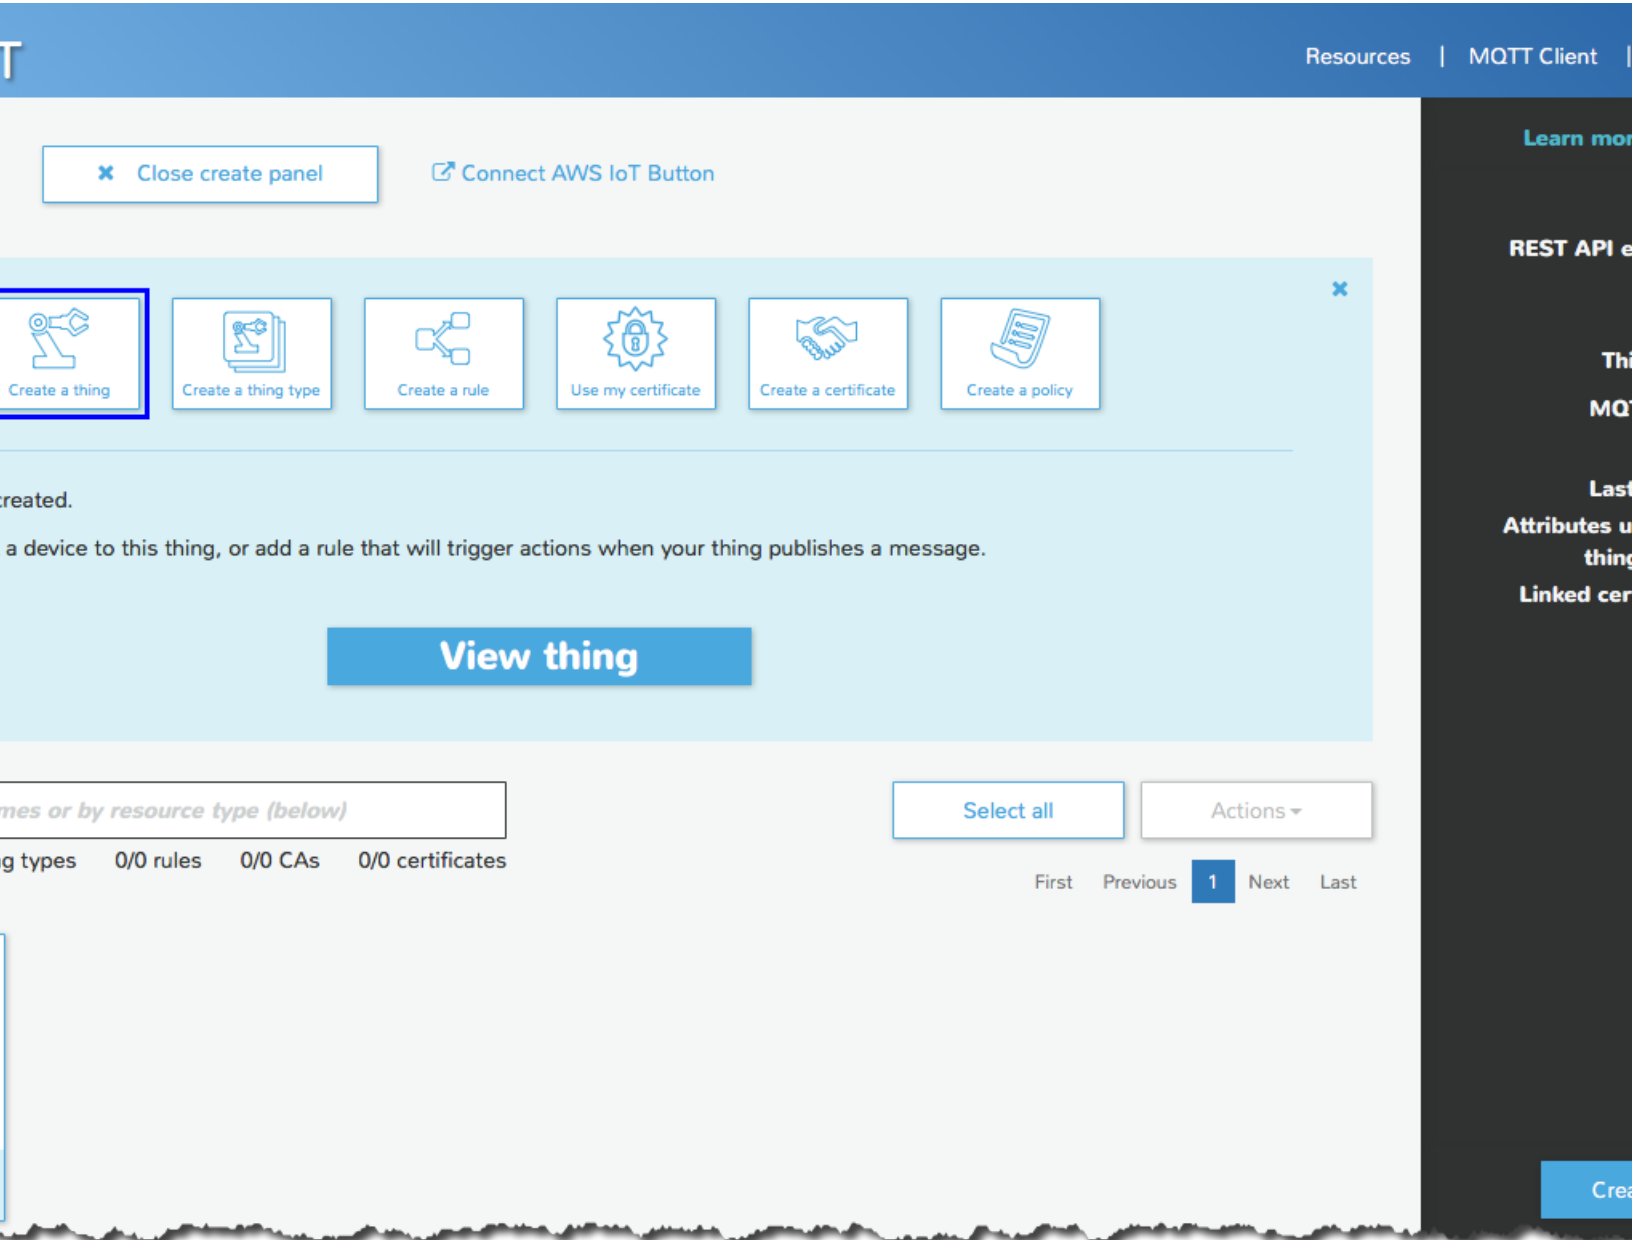 T
Resources | MQTT Client |
Close create panel
Connect AWS IoT Button
Learn mor
REST API e
Create a thing
Create a thing type
Create a rule
Use my certificate
Create a certificate
Create a policy
Thi
MQT
created.
Last
Attributes u
a device to this thing, or add a rule that will trigger actions when your thing publishes a message.
thing
Linked cer
View thing
mes or by resource type (below)
Select all
Actions
g types 0/0 rules 0/0 CAs 0/0 certificates
First Previous 1 Next Last
Crea